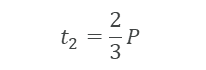 t₂ = 2/3 P